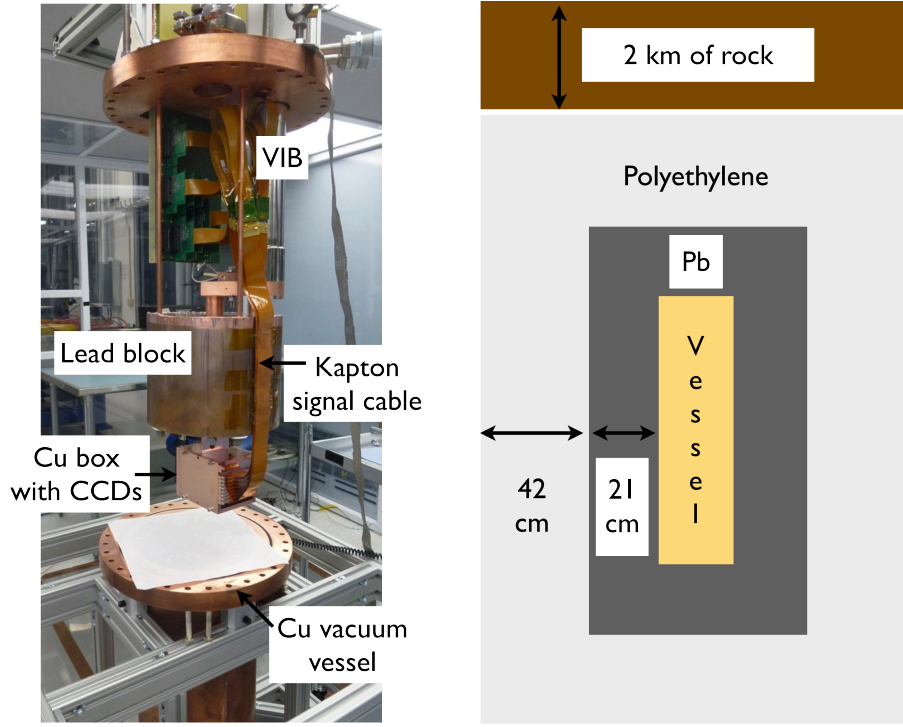 VIB
Lead block
Kapton
signal cable
Cu box
with CCDs
Cu vacuum
vessel
2 km of rock
Polyethylene
Pb
Vessel
42
cm
21
cm